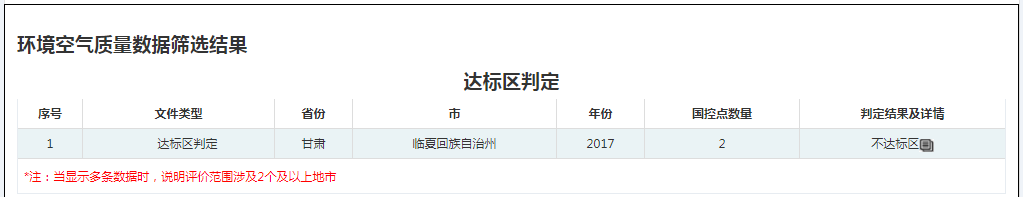 环境空气质量数据筛选结果
达标区判定
序号 文件类型 省份 市 年份 国控点数量 判定结果及详情
1 达标区判定 甘肃 临夏回族自治州 2017 2 不达标区
*注：当显示多条数据时，说明评价范围涉及2个及以上地市